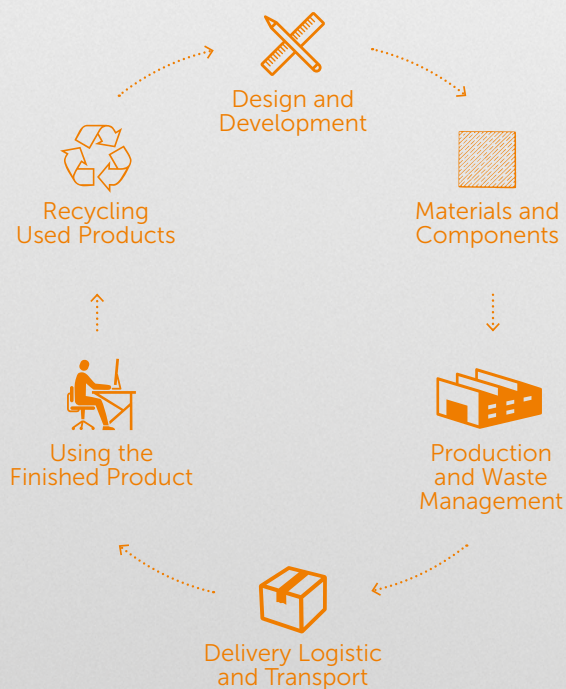 Design and
Development
Materials and
Components
Production
and Waste
Management
Delivery Logistic
and Transport
Using the
Finished Product
Recycling
Used Products